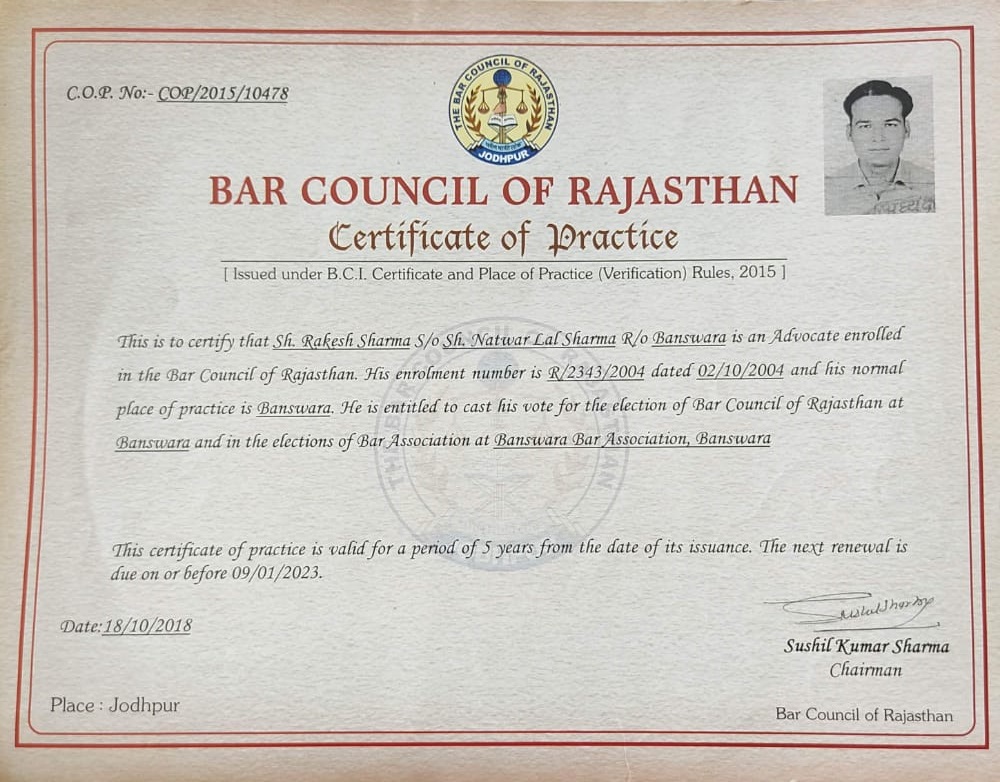 C.O.P. No:- COP/2015/10478
THE BAR COUNCIL OF RAJASTHAN
JODHPUR
BAR COUNCIL OF RAJASTHAN
Certificate of Practice
[ Issued under B.C.I. Certificate and Place of Practice (Verification) Rules, 2015 ]
This is to certify that Sh. Rakesh Sharma S/o Sh. Natwar Lal Sharma R/o Banswara is an Advocate enrolled
in the Bar Council of Rajasthan. His enrolment number is R/2343/2004 dated 02/10/2004 and his normal
place of practice is Banswara. He is entitled to cast his vote for the election of Bar Council of Rajasthan at
Banswara and in the elections of Bar Association at Banswara Bar Association, Banswara
This certificate of practice is valid for a period of 5 years from the date of its issuance. The next renewal is
due on or before 09/01/2023.
Date:18/10/2018
Sushil Kumar Sharma
Chairman
Place : Jodhpur
Bar Council of Rajasthan